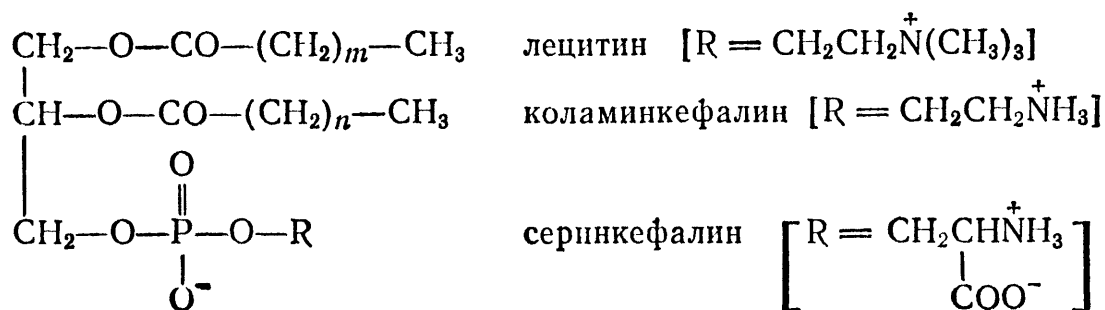 CH₂—O—CO—(CH₂)ₘ—CH₃ лецитин [R = CH₂CH₂N⁺(CH₃)₃]
CH—O—CO—(CH₂)ₙ—CH₃ коламинкефалин [R = CH₂CH₂N⁺H₃]
O
CH₂—O—P—O—R серинкефалин [R = CH₂CHN⁺H₃]
O⁻ COO⁻